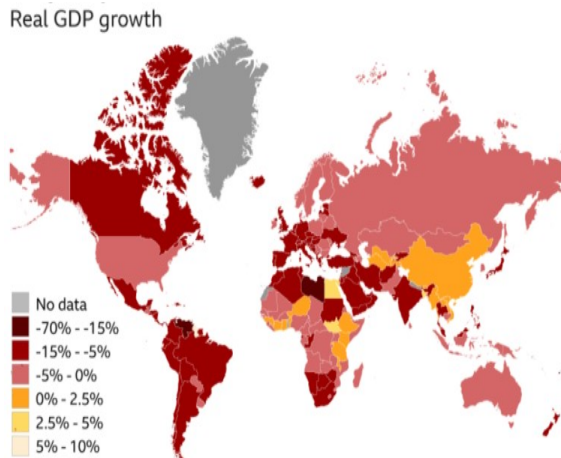 Real GDP growth
No data
-70% - -15%
-15% - -5%
-5% - 0%
0% - 2.5%
2.5% - 5%
5% - 10%